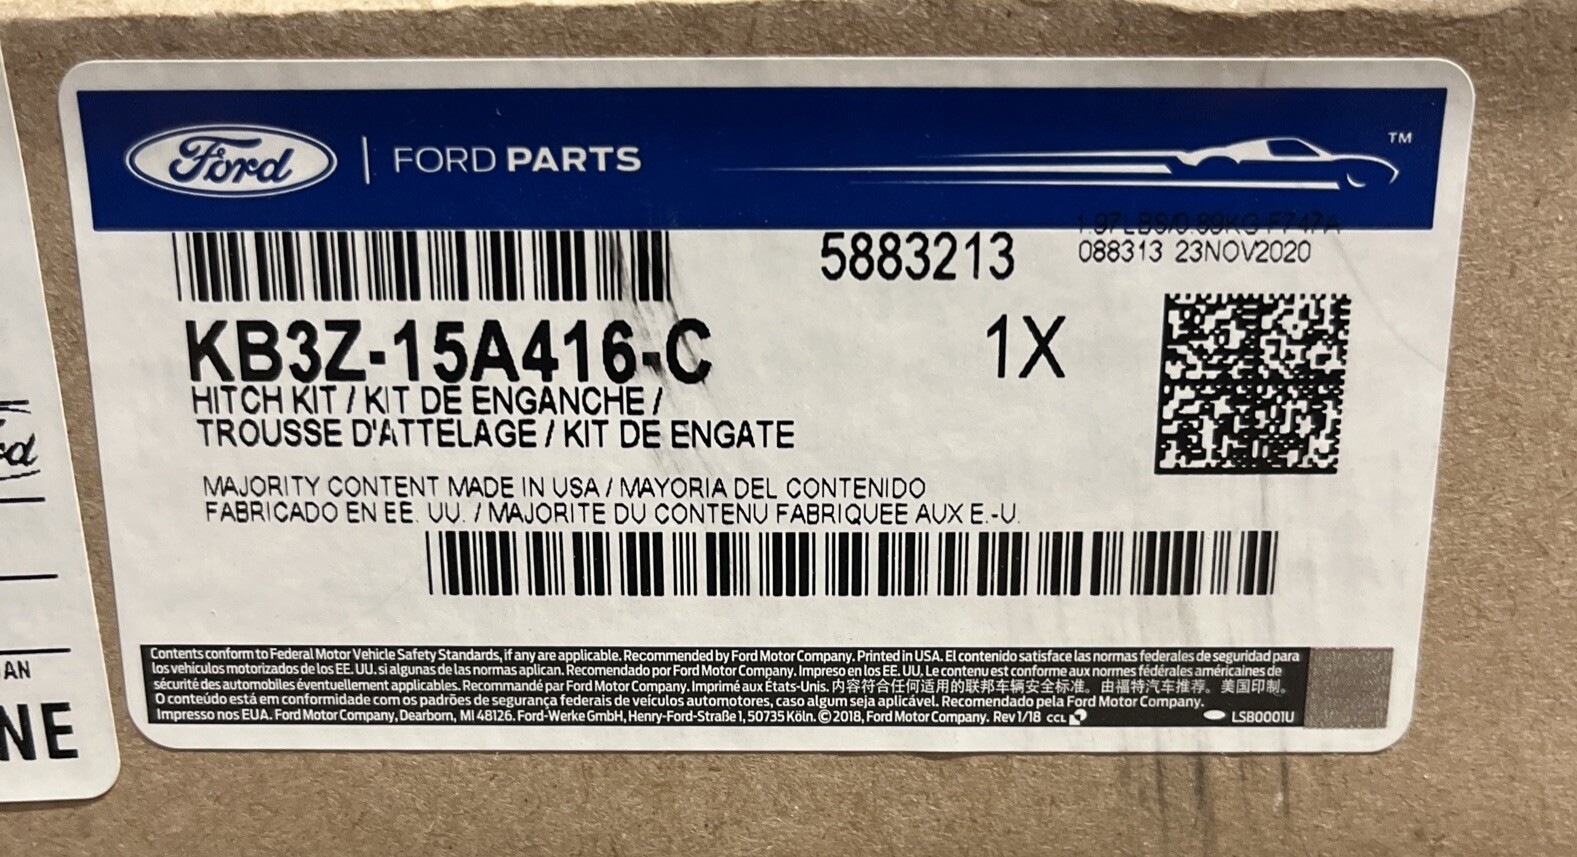 Ford | FORD PARTS TM
1.97LBS/0.89KG F747A
5883213
088313 23NOV2020
KB3Z-15A416-C
1X
HITCH KIT / KIT DE ENGANCHE /
TROUSSE D'ATTELAGE / KIT DE ENGATE
MAJORITY CONTENT MADE IN USA / MAYORIA DEL CONTENIDO
FABRICADO EN EE. UU. / MAJORITE DU CONTENU FABRIQUEE AUX E.-U.
Contents conform to Federal Motor Vehicle Safety Standards, if any are applicable. Recommended by Ford Motor Company. Printed in USA. El contenido satisface las normas federales de seguridad para
los vehículos motorizados de los EE. UU. si algunas de las normas aplican. Recomendado por Ford Motor Company. Impreso en los EE. UU. Le contenu est conforme aux normes fédérales américaines de
sécurité des automobiles éventuellement applicables. Recommandé par Ford Motor Company. Imprimé aux États-Unis. 内容符合任何适用的联邦车辆安全标准。由福特汽车推荐。美国印制。
O conteúdo está em conformidade com os padrões de segurança federais de veículos automotores, caso algum seja aplicável. Recomendado pela Ford Motor Company.
Impresso nos EUA. Ford Motor Company, Dearborn, MI 48126. Ford-Werke GmbH, Henry-Ford-Straße 1, 50735 Köln. © 2018, Ford Motor Company. Rev 1/18 CCL
LSB0001U
AN
NE